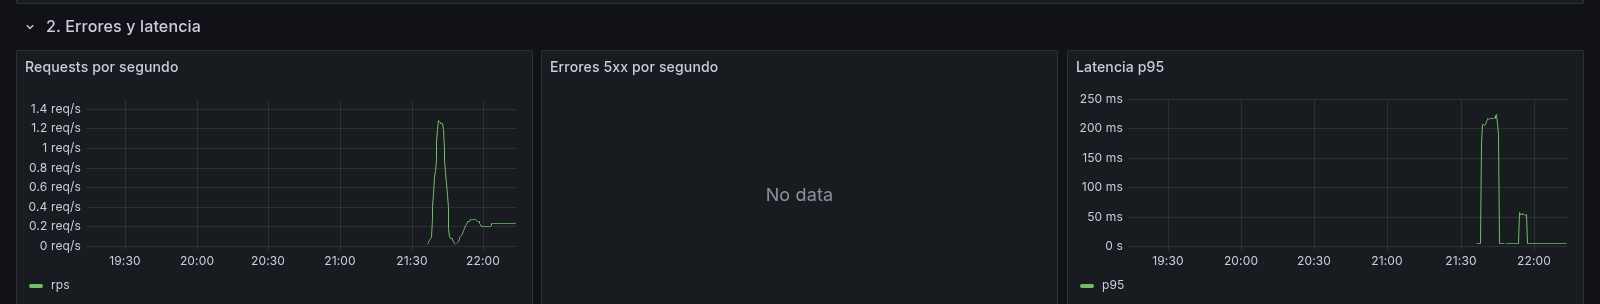 2. Errores y latencia
Requests por segundo
1.4 req/s
1.2 req/s
1 req/s
0.8 req/s
0.6 req/s
0.4 req/s
0.2 req/s
0 req/s
19:30 20:00 20:30 21:00 21:30 22:00
rps
Errores 5xx por segundo
No data
Latencia p95
250 ms
200 ms
150 ms
100 ms
50 ms
0 s
19:30 20:00 20:30 21:00 21:30 22:00
p95